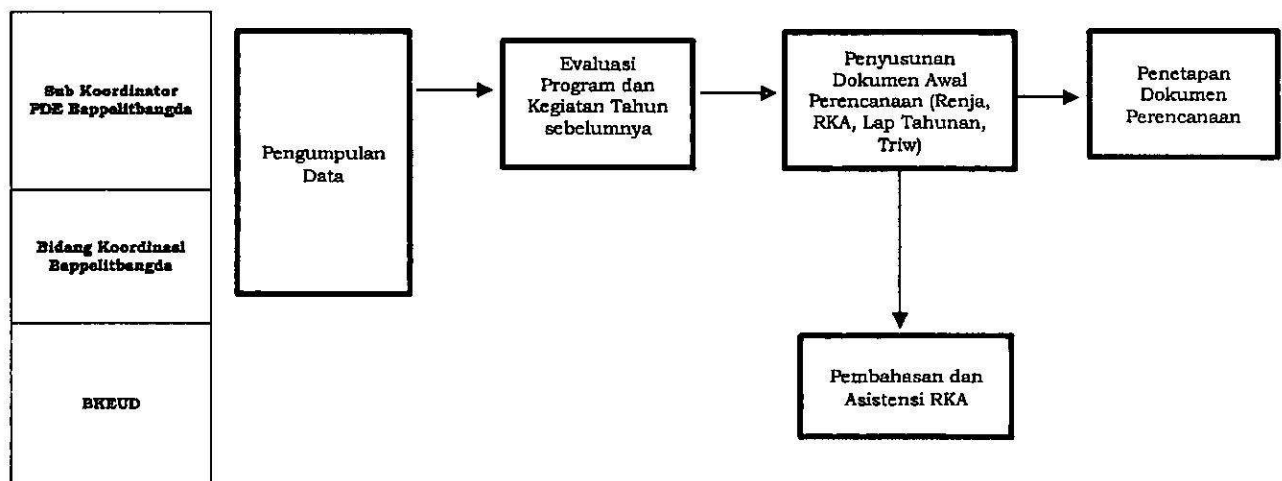 Sub Koordinator
PDE Bappelitbangda
Pengumpulan
Data
Evaluasi
Program dan
Kegiatan Tahun
sebelumnya
Penyusunan
Dokumen Awal
Perencanaan (Renja,
RKA, Lap Tahunan,
Triw)
Penetapan
Dokumen
Perencanaan
Bidang Koordinasi
Bappelitbangda
BKEUD
Pembahasan dan
Asistensi RKA